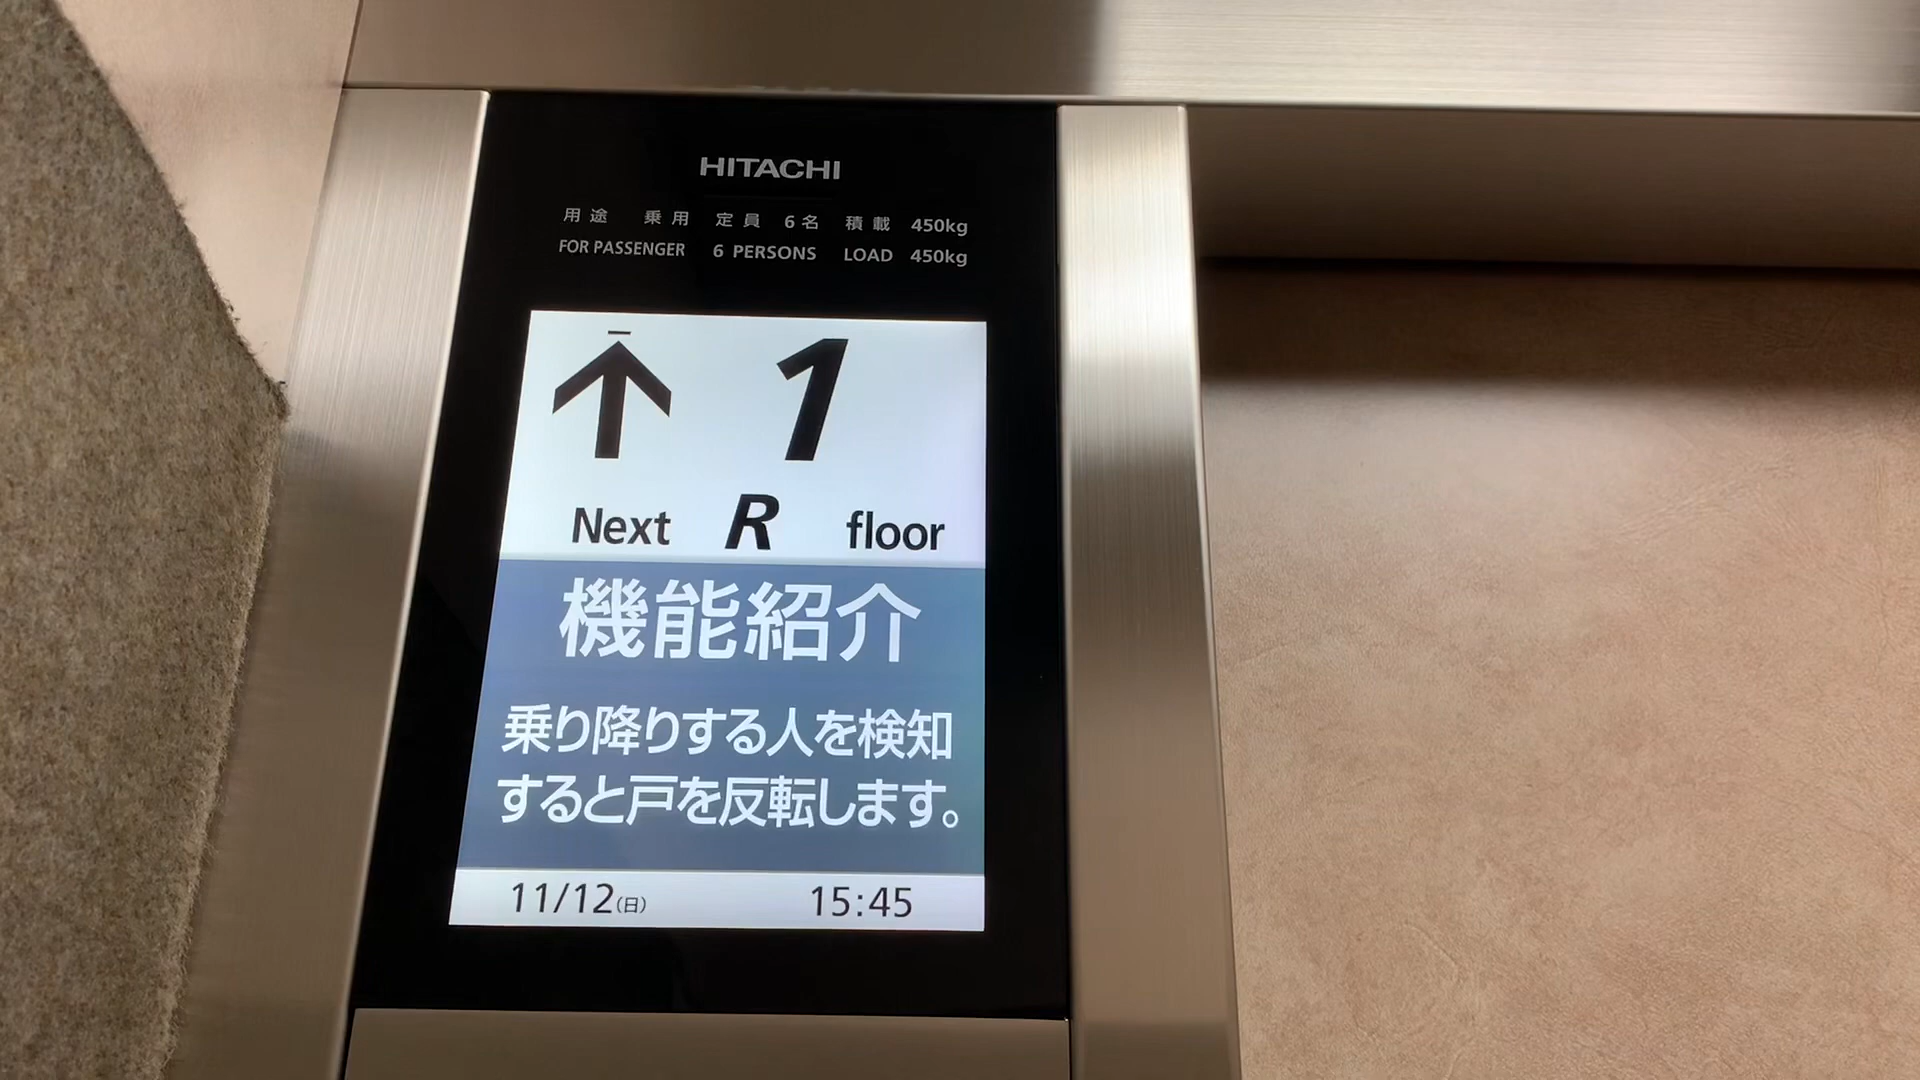 HITACHI
用途 乗用 定員 6名 積載 450kg
FOR PASSENGER 6 PERSONS LOAD 450kg
1
Next R floor
機能紹介
乗り降りする人を検知
すると戸を反転します。
11/12(日) 15:45